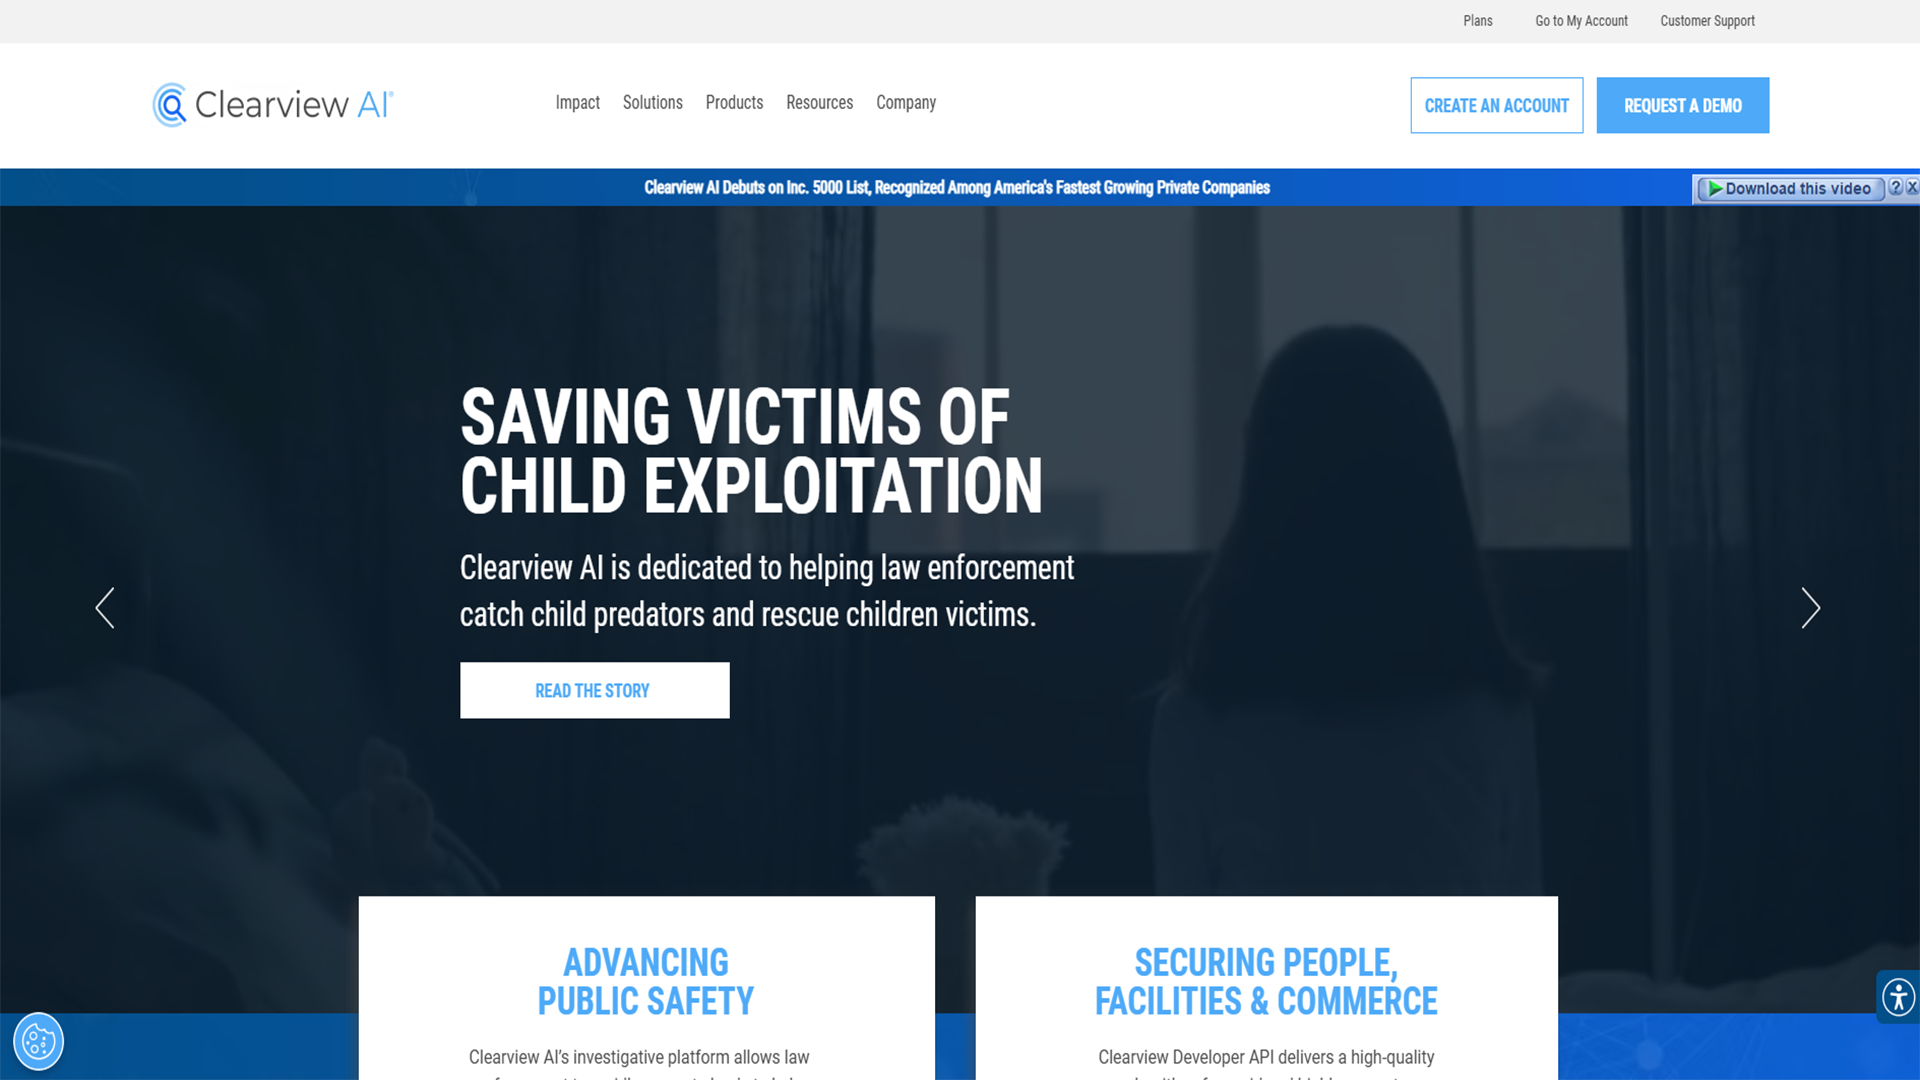 Plans Go to My Account Customer Support
Clearview AI®
Impact Solutions Products Resources Company
CREATE AN ACCOUNT
REQUEST A DEMO
Clearview AI Debuts on Inc. 5000 List, Recognized Among America's Fastest Growing Private Companies
Download this video ? X
SAVING VICTIMS OF
CHILD EXPLOITATION
Clearview AI is dedicated to helping law enforcement
catch child predators and rescue children victims.
READ THE STORY
ADVANCING
PUBLIC SAFETY
Clearview AI's investigative platform allows law
SECURING PEOPLE,
FACILITIES & COMMERCE
Clearview Developer API delivers a high-quality